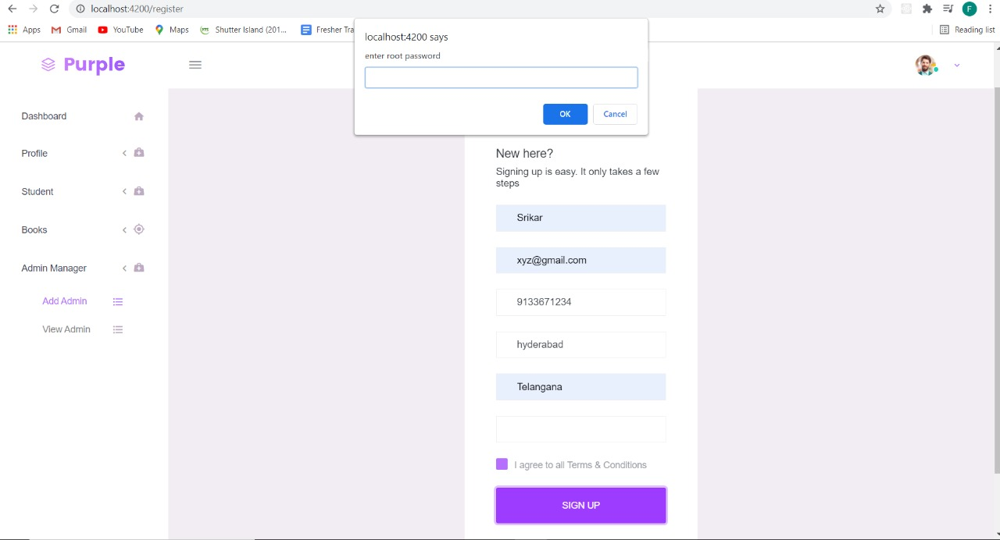 localhost:4200/register
Apps Gmail YouTube Maps Shutter Island (201... Fresher Tra Reading list
F
localhost:4200 says
enter root password
OK Cancel
Purple
Dashboard
Profile
Student
Books
Admin Manager
Add Admin
View Admin
New here?
Signing up is easy. It only takes a few
steps
Srikar
xyz@gmail.com
9133671234
hyderabad
Telangana
I agree to all Terms & Conditions
SIGN UP